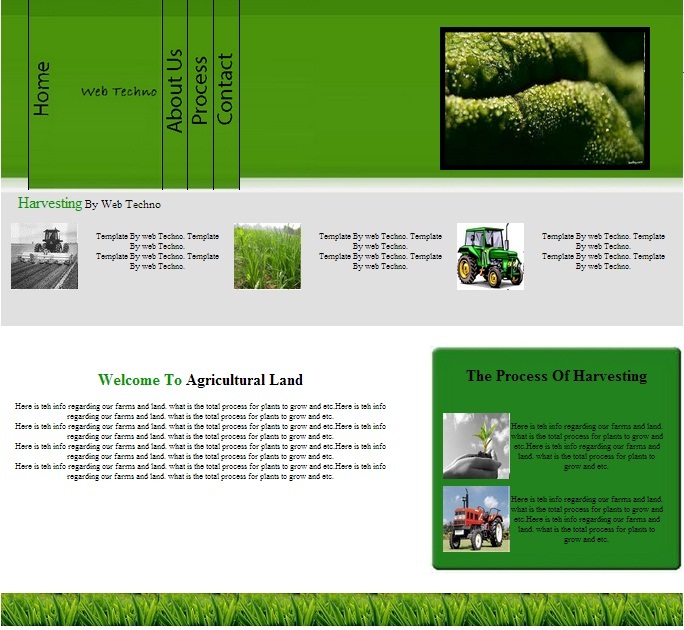 Home
Web Techno
About Us
Process
Contact
Harvesting By Web Techno
Template By web Techno. Template
By web Techno.
Template By web Techno. Template
By web Techno.
Template By web Techno. Template
By web Techno.
Template By web Techno. Template
By web Techno.
Template By web Techno. Template
By web Techno.
Template By web Techno. Template
By web Techno.
Welcome To Agricultural Land
Here is teh info regarding our farms and land. what is the total process for plants to grow and etc.Here is teh info
regarding our farms and land. what is the total process for plants to grow and etc.
Here is teh info regarding our farms and land. what is the total process for plants to grow and etc.Here is teh info
regarding our farms and land. what is the total process for plants to grow and etc.
Here is teh info regarding our farms and land. what is the total process for plants to grow and etc.Here is teh info
regarding our farms and land. what is the total process for plants to grow and etc.
Here is teh info regarding our farms and land. what is the total process for plants to grow and etc.Here is teh info
regarding our farms and land. what is the total process for plants to grow and etc.
The Process Of Harvesting
Here is teh info regarding our farms and land.
what is the total process for plants to grow and
etc.Here is teh info regarding our farms and
land. what is the total process for plants to
grow and etc.
Here is teh info regarding our farms and land.
what is the total process for plants to grow and
etc.Here is teh info regarding our farms and
land. what is the total process for plants to
grow and etc.